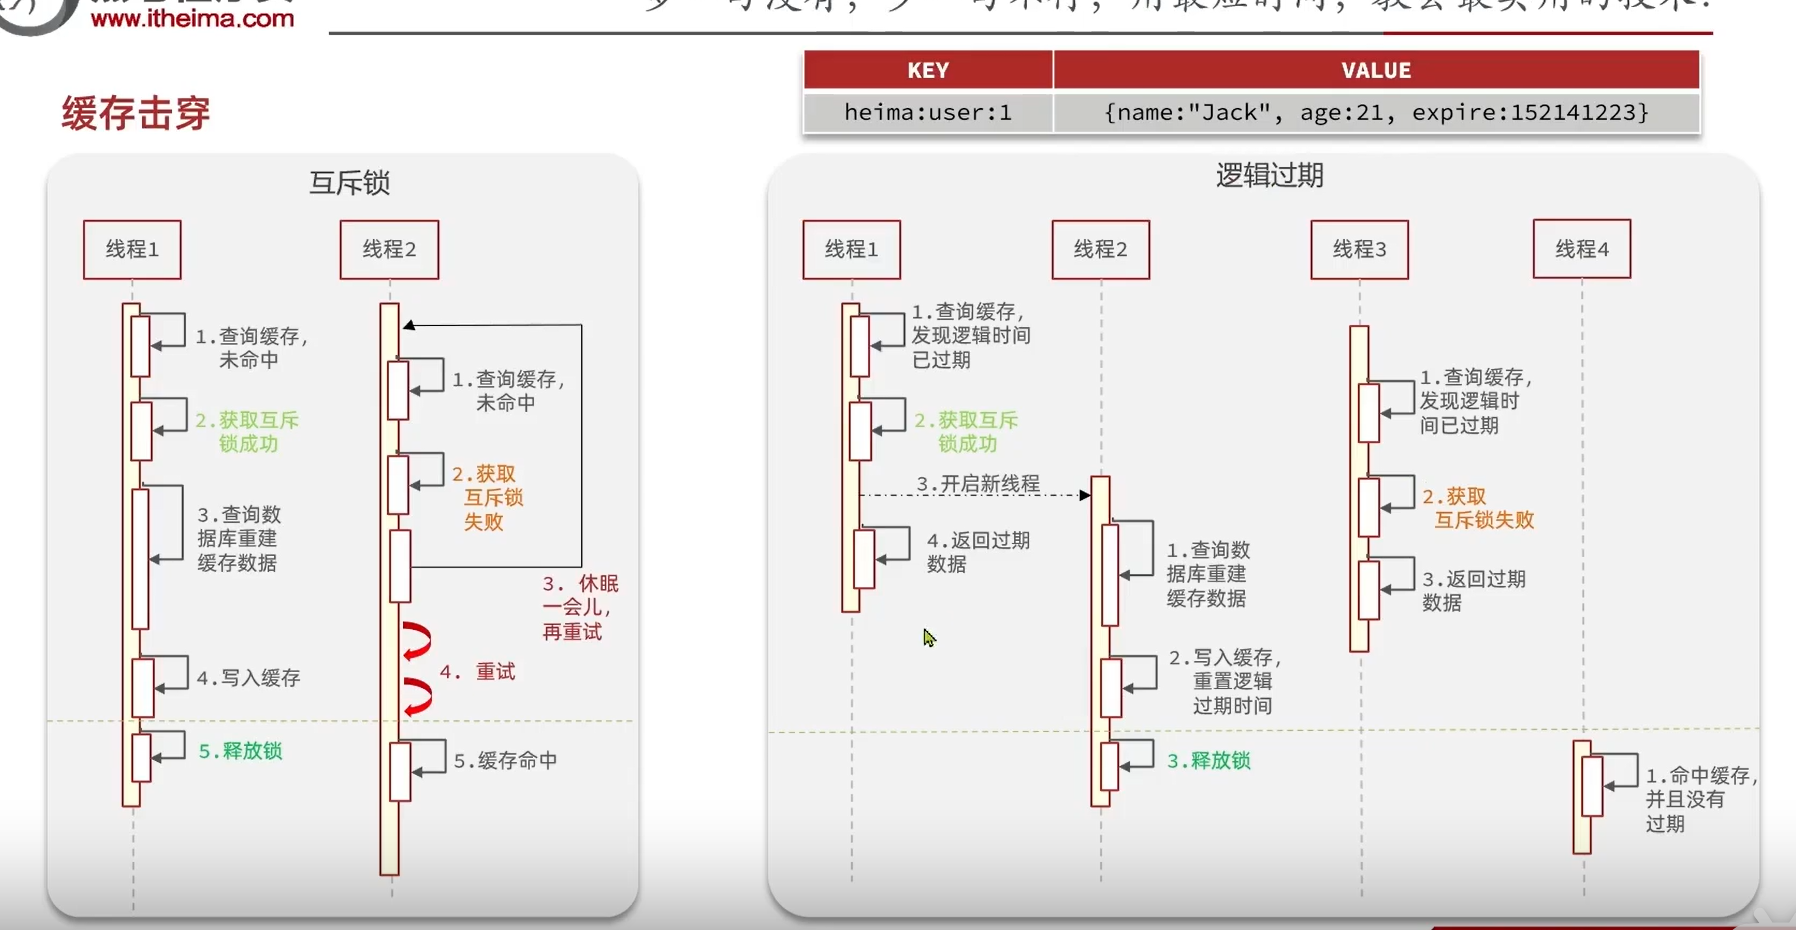 www.itheima.com
KEY
VALUE
heima:user:1
{name:"Jack", age:21, expire:152141223}
缓存击穿
互斥锁
线程1
线程2
1.查询缓存,
未命中
2.获取互斥
锁成功
3.查询数
据库重建
缓存数据
4.写入缓存
5.释放锁
1.查询缓存,
未命中
2.获取
互斥锁
失败
3. 休眠
一会儿,
再重试
4. 重试
5.缓存命中
逻辑过期
线程1
线程2
线程3
线程4
1.查询缓存,
发现逻辑时间
已过期
2.获取互斥
锁成功
3.开启新线程
4.返回过期
数据
1.查询数
据库重建
缓存数据
2.写入缓存,
重置逻辑
过期时间
3.释放锁
1.查询缓存,
发现逻辑时
间已过期
2.获取
互斥锁失败
3.返回过期
数据
1.命中缓存,
并且没有
过期